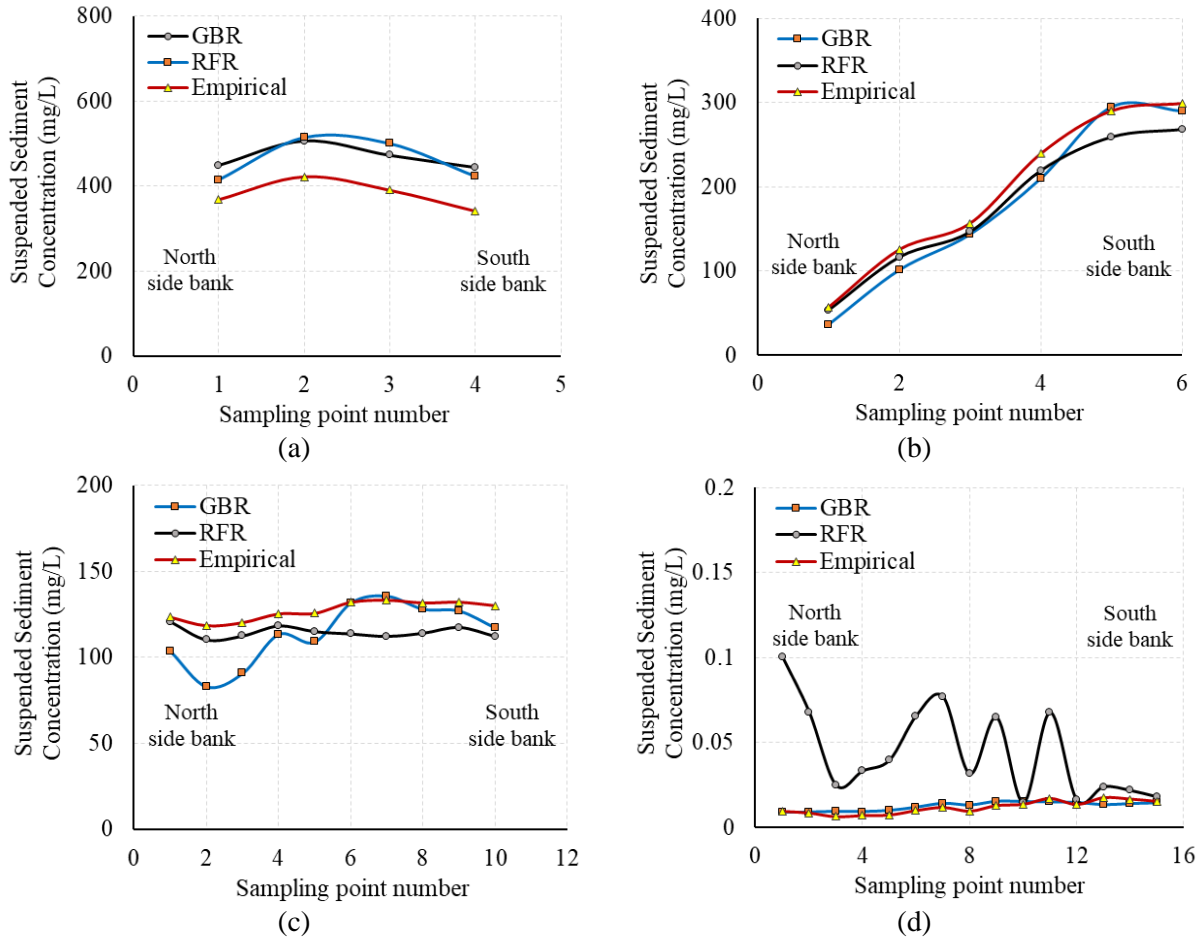 Suspended Sediment
Concentration (mg/L)
800
600
400
200
0
GBR
RFR
Empirical
North
side bank
South
side bank
0 1 2 3 4 5
Sampling point number
(a)
Suspended Sediment
Concentration (mg/L)
400
300
200
100
0
GBR
RFR
Empirical
North
side bank
South
side bank
0 2 4 6
Sampling point number
(b)
Suspended Sediment
Concentration (mg/L)
200
150
100
50
0
GBR
RFR
Empirical
North
side bank
South
side bank
0 2 4 6 8 10 12
Sampling point number
(c)
Suspended Sediment
Concentration (mg/L)
0.2
0.15
0.1
0.05
0
GBR
RFR
Empirical
North
side bank
South
side bank
0 4 8 12 16
Sampling point number
(d)